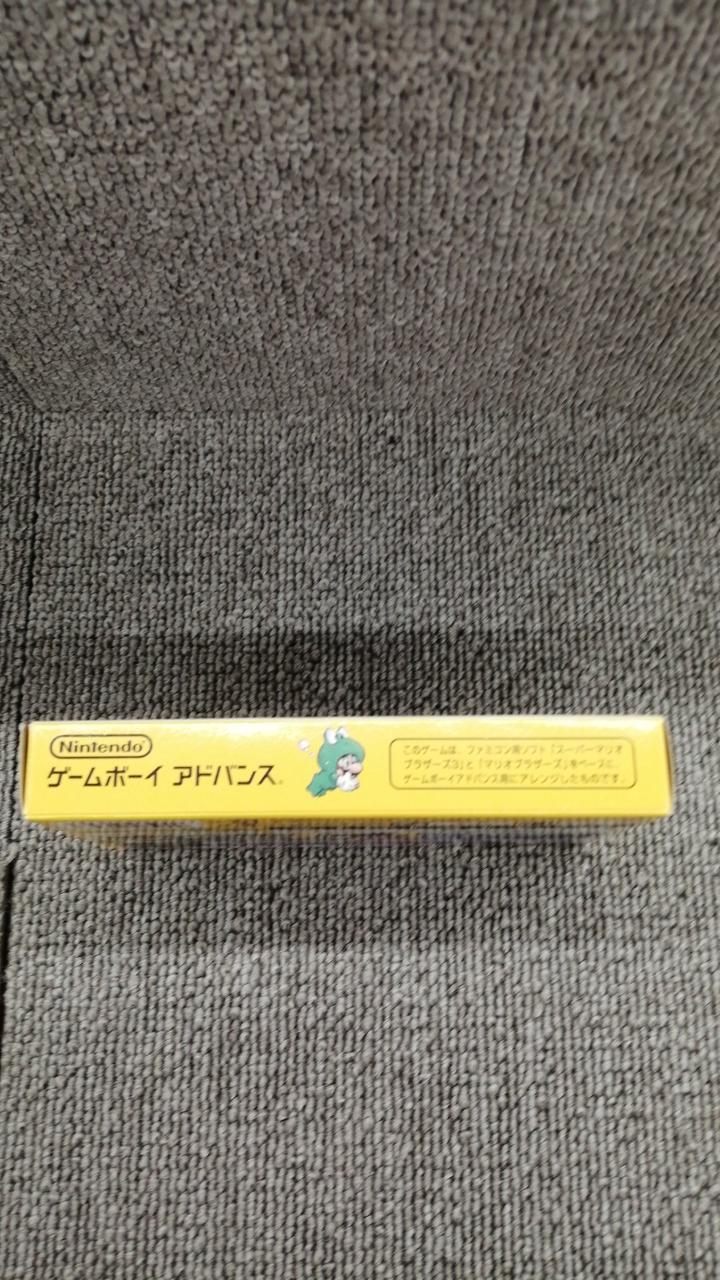 Nintendo
ゲームボーイ アドバンス
このゲームは、ファミコン用ソフト「スーパーマリオ
ブラザーズ3」と「マリオブラザーズ」をベースに、
ゲームボーイアドバンス用にアレンジしたものです。